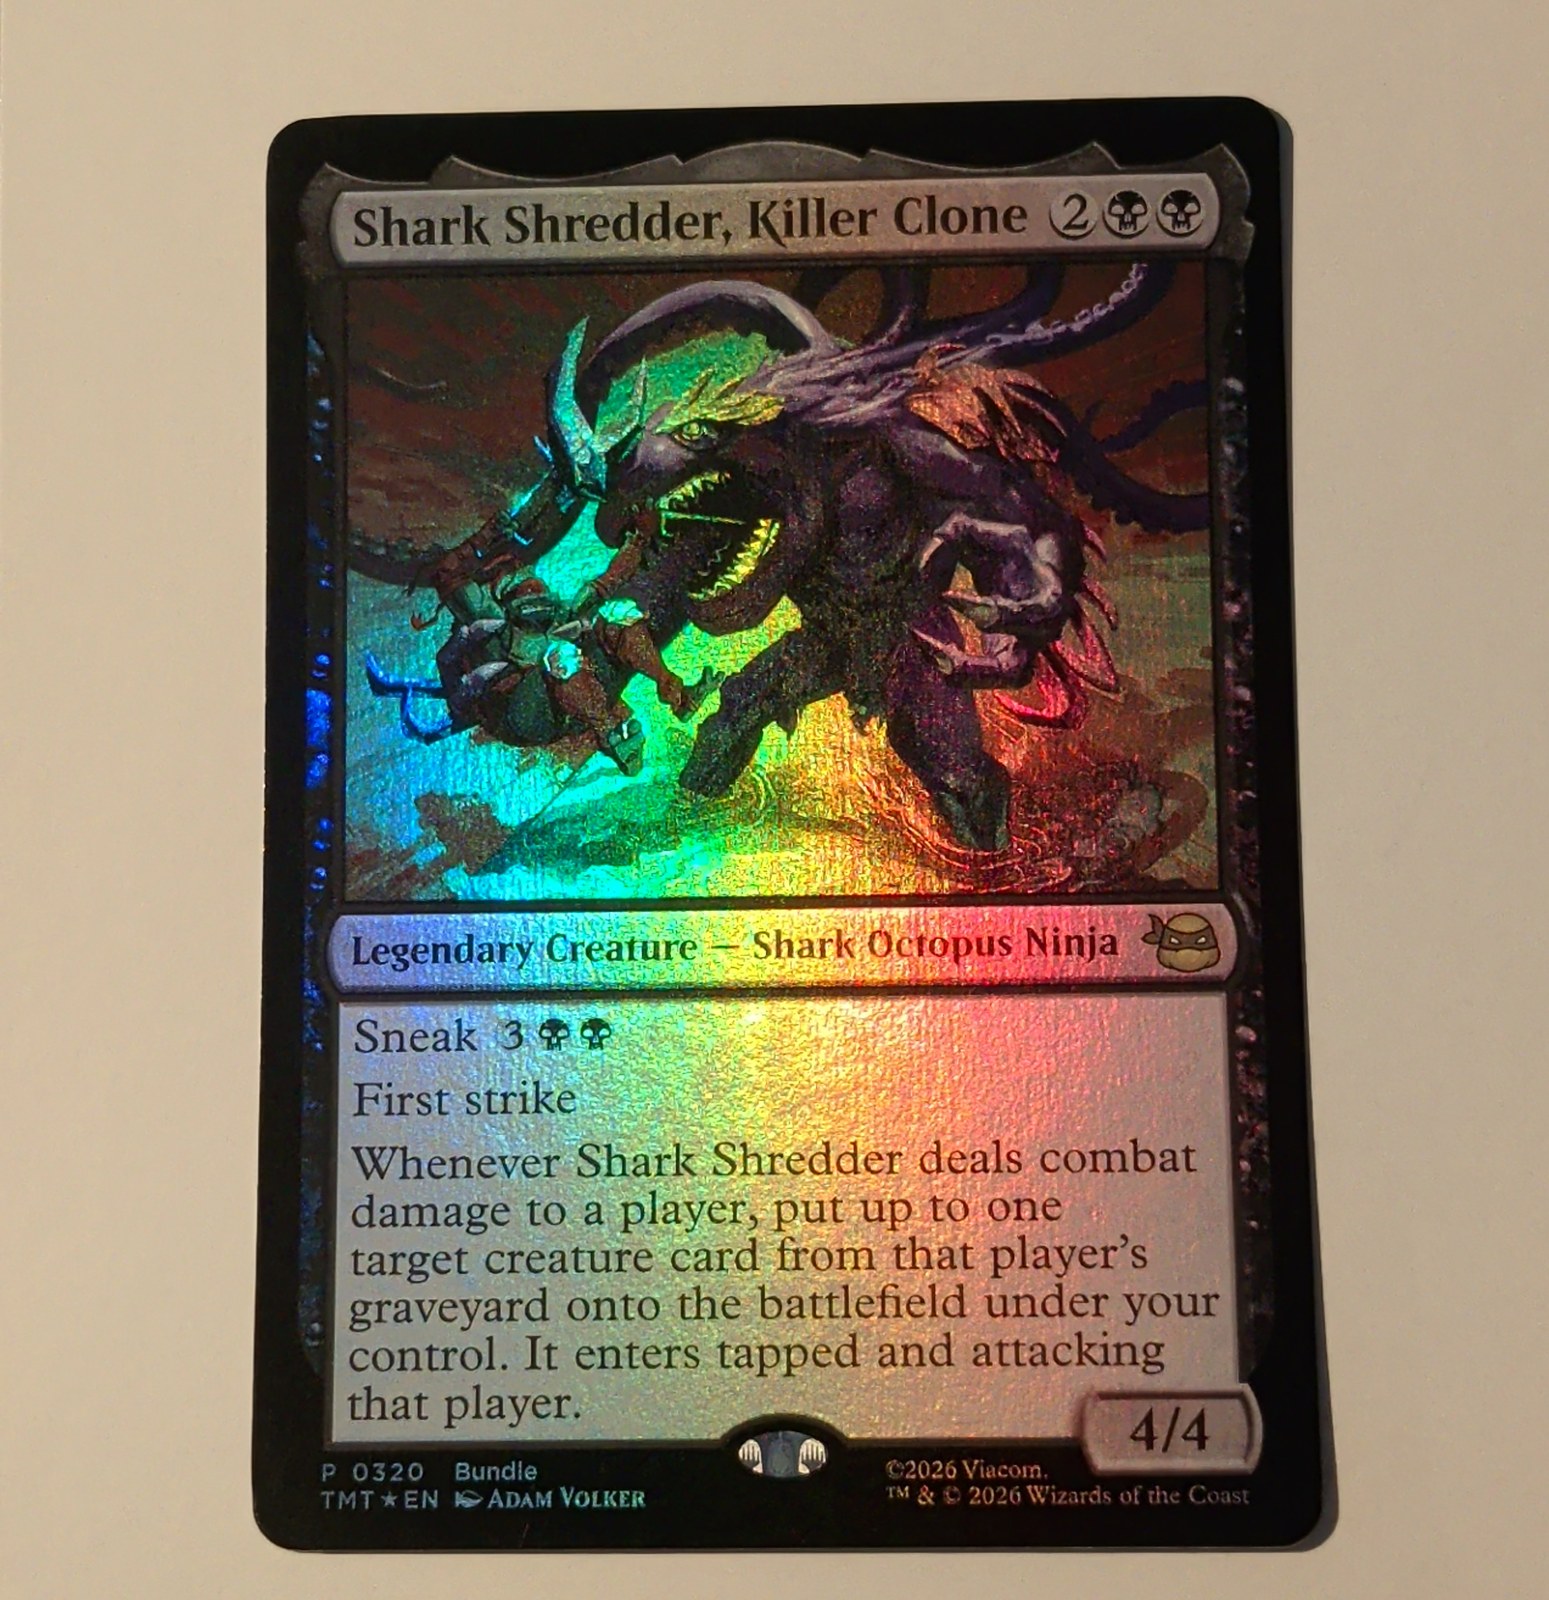 Shark Shredder, Killer Clone 2
Legendary Creature — Shark Octopus Ninja
Sneak 3
First strike
Whenever Shark Shredder deals combat
damage to a player, put up to one
target creature card from that player's
graveyard onto the battlefield under your
control. It enters tapped and attacking
that player.
4/4
P 0320 Bundle
TMT★EN ADAM VOLKER
©2026 Viacom.
™ & © 2026 Wizards of the Coast